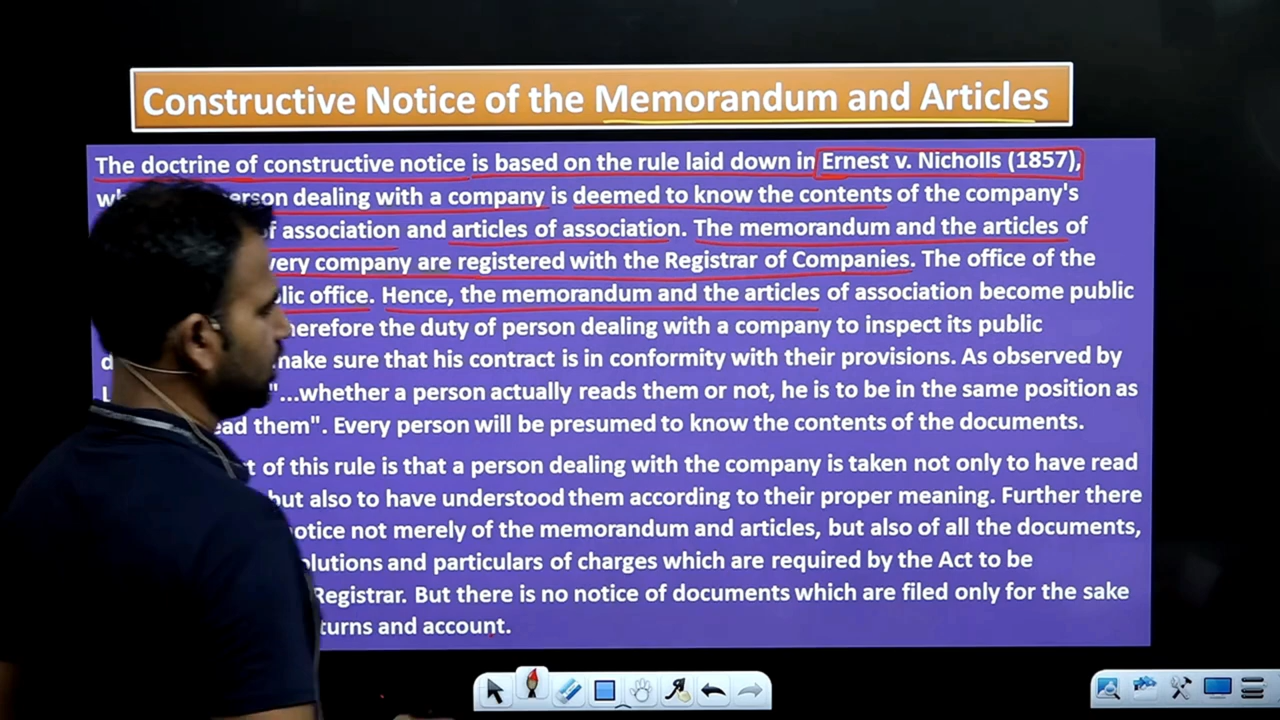 Constructive Notice of the Memorandum and Articles
The doctrine of constructive notice is based on the rule laid down in Ernest v. Nicholls (1857),
person dealing with a company is deemed to know the contents of the company's
of association and articles of association. The memorandum and the articles of
every company are registered with the Registrar of Companies. The office of the
public office. Hence, the memorandum and the articles of association become public
therefore the duty of person dealing with a company to inspect its public
make sure that his contract is in conformity with their provisions. As observed by
"...whether a person actually reads them or not, he is to be in the same position as
read them". Every person will be presumed to know the contents of the documents.
of this rule is that a person dealing with the company is taken not only to have read
but also to have understood them according to their proper meaning. Further there
notice not merely of the memorandum and articles, but also of all the documents,
resolutions and particulars of charges which are required by the Act to be
Registrar. But there is no notice of documents which are filed only for the sake
returns and account.